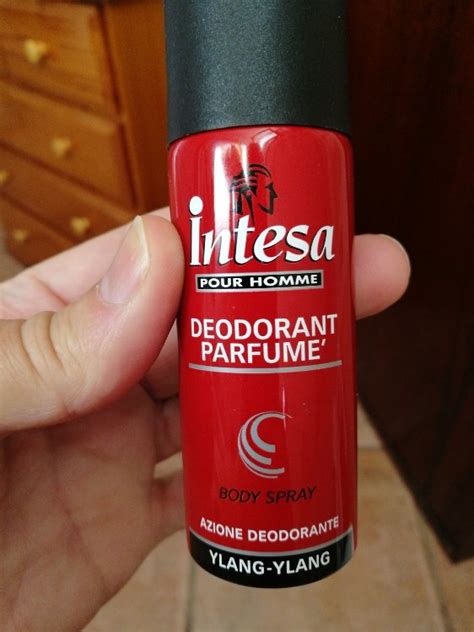 intesa
POUR HOMME
DEODORANT
PARFUME'
BODY SPRAY
AZIONE DEODORANTE
YLANG-YLANG